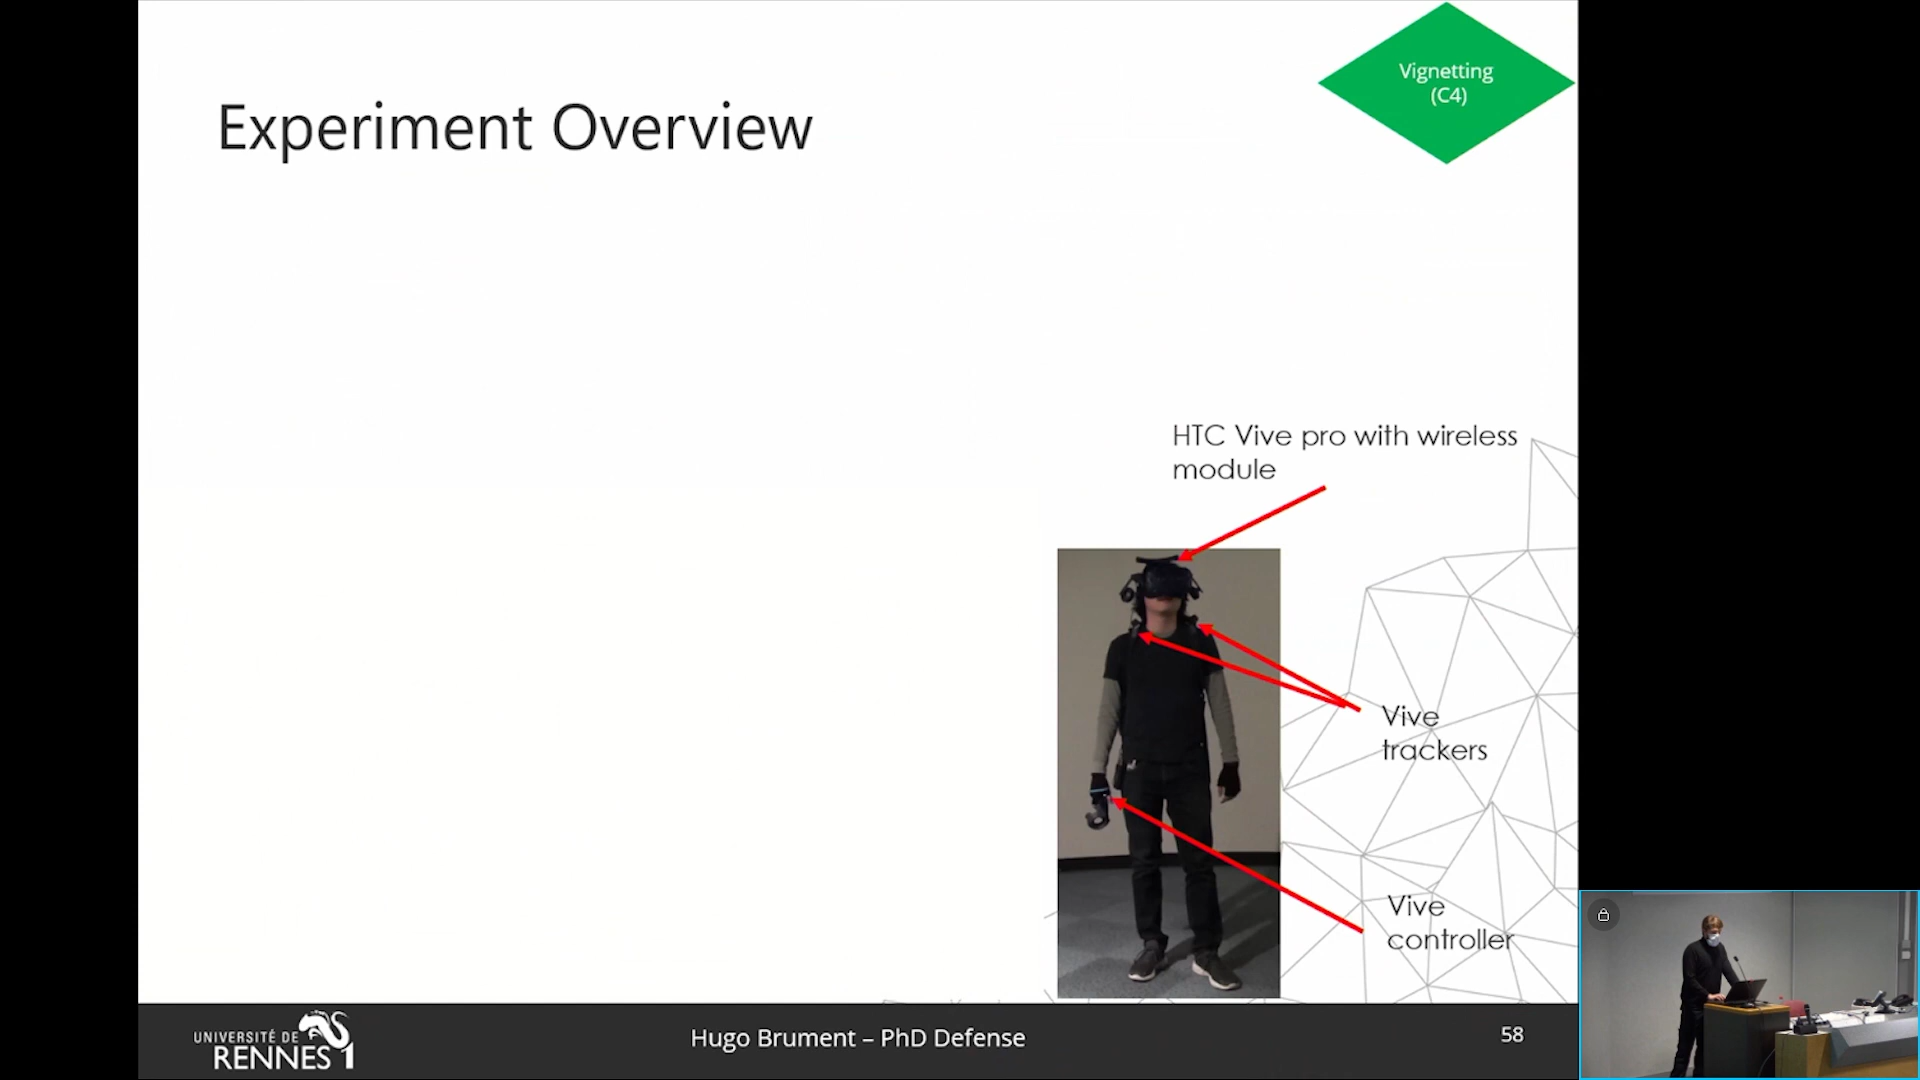 Vignetting
(C4)
Experiment Overview
HTC Vive pro with wireless
module
Vive
trackers
Vive
controller
UNIVERSITÉ DE
RENNES 1
Hugo Brument – PhD Defense
58